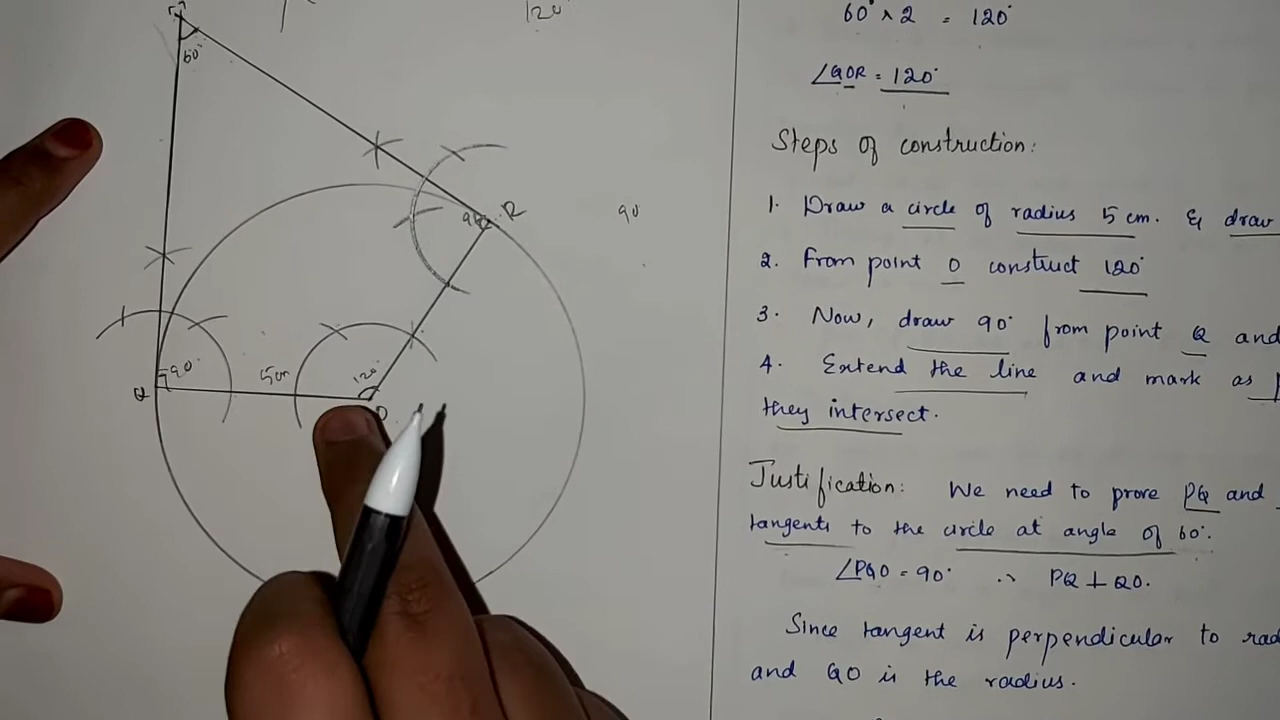 120°
60°
90°
R
90
90°
5cm
120°
Q
O
60° × 2 = 120°
∠QOR = 120°
Steps of construction:
1. Draw a circle of radius 5 cm. & draw
2. From point O construct 120°
3. Now, draw 90° from point Q and
4. Extend the line and mark as P
they intersect.
Justification: We need to prove PQ and
tangents to the circle at angle of 60°.
∠PQO = 90° ∴ PQ ⊥ QO.
Since tangent is perpendicular to rad
and QO is the radius.